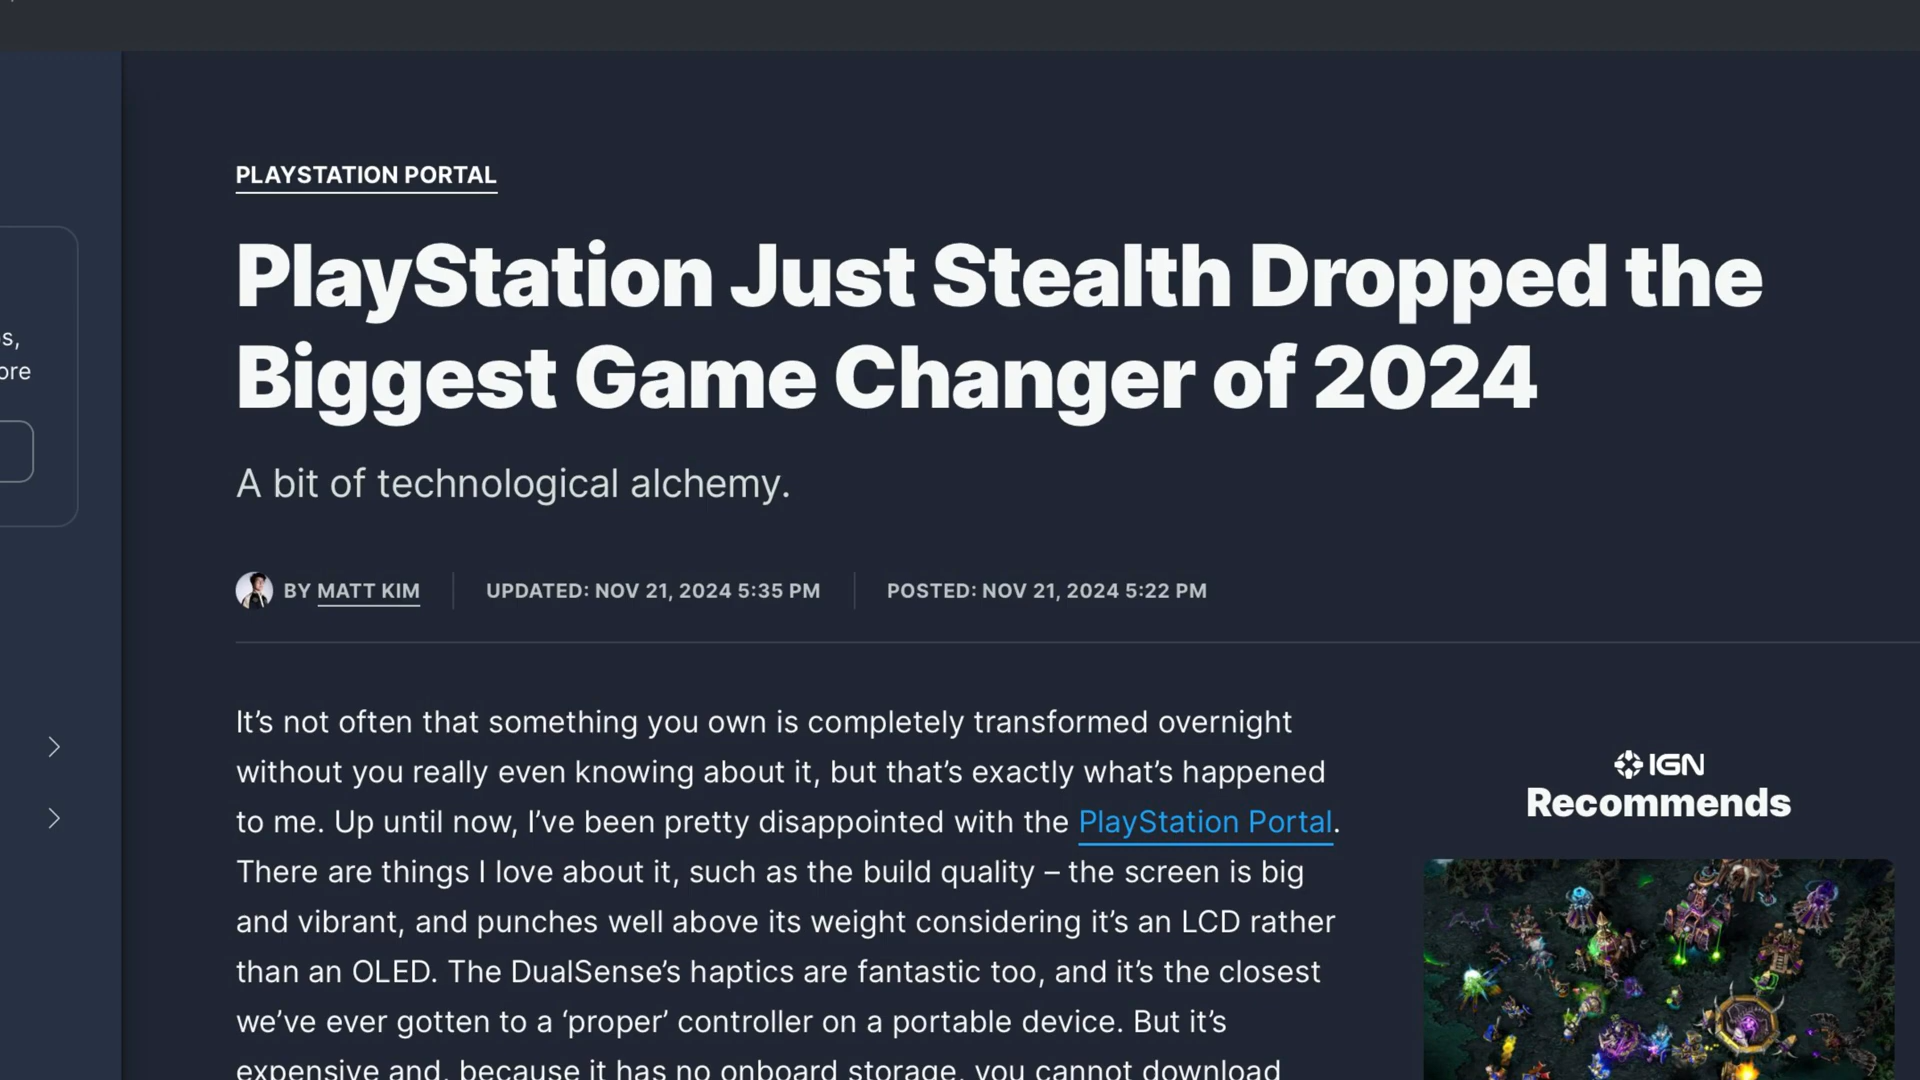 s,
ore
PLAYSTATION PORTAL
PlayStation Just Stealth Dropped the
Biggest Game Changer of 2024
A bit of technological alchemy.
BY MATT KIM
UPDATED: NOV 21, 2024 5:35 PM
POSTED: NOV 21, 2024 5:22 PM
It’s not often that something you own is completely transformed overnight
without you really even knowing about it, but that’s exactly what’s happened
to me. Up until now, I’ve been pretty disappointed with the PlayStation Portal.
There are things I love about it, such as the build quality – the screen is big
and vibrant, and punches well above its weight considering it’s an LCD rather
than an OLED. The DualSense’s haptics are fantastic too, and it’s the closest
we’ve ever gotten to a ‘proper’ controller on a portable device. But it’s
expensive and, because it has no onboard storage, you cannot download
IGN
Recommends